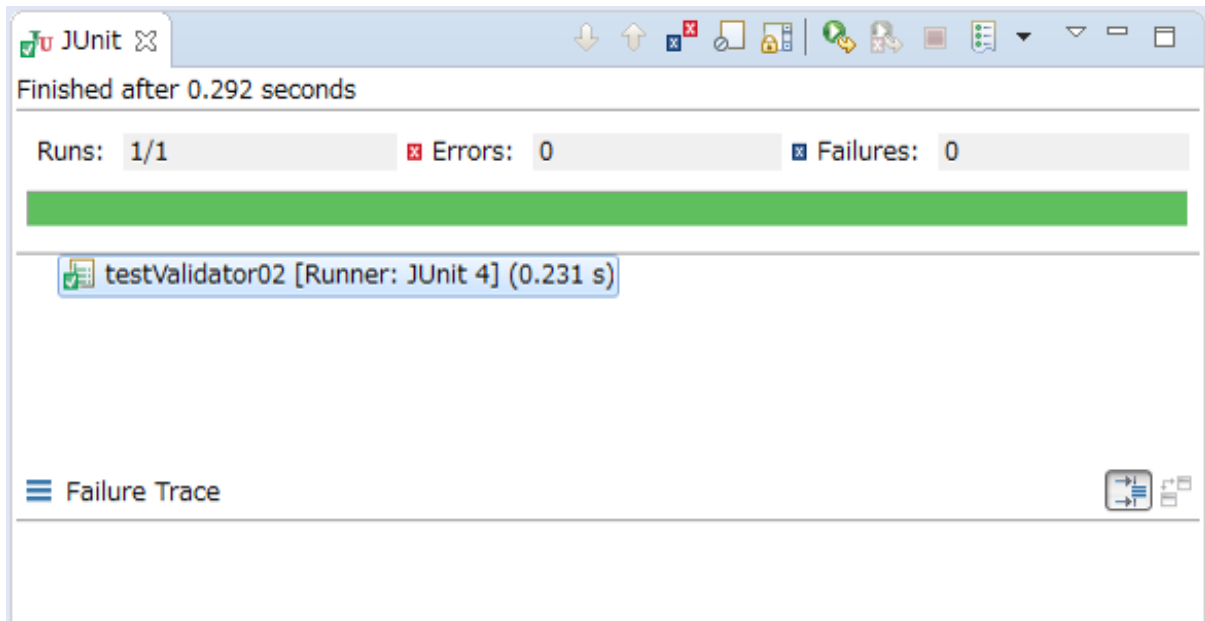 JUnit
Finished after 0.292 seconds
Runs: 1/1 Errors: 0 Failures: 0
testValidator02 [Runner: JUnit 4] (0.231 s)
Failure Trace